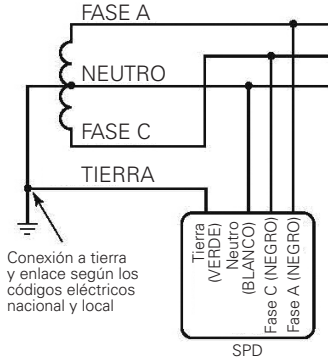 FASE A
NEUTRO
FASE C
TIERRA
Conexión a tierra
y enlace según los
códigos eléctricos
nacional y local
Tierra
(VERDE)
Neutro
(BLANCO)
Fase C (NEGRO)
Fase A (NEGRO)
SPD